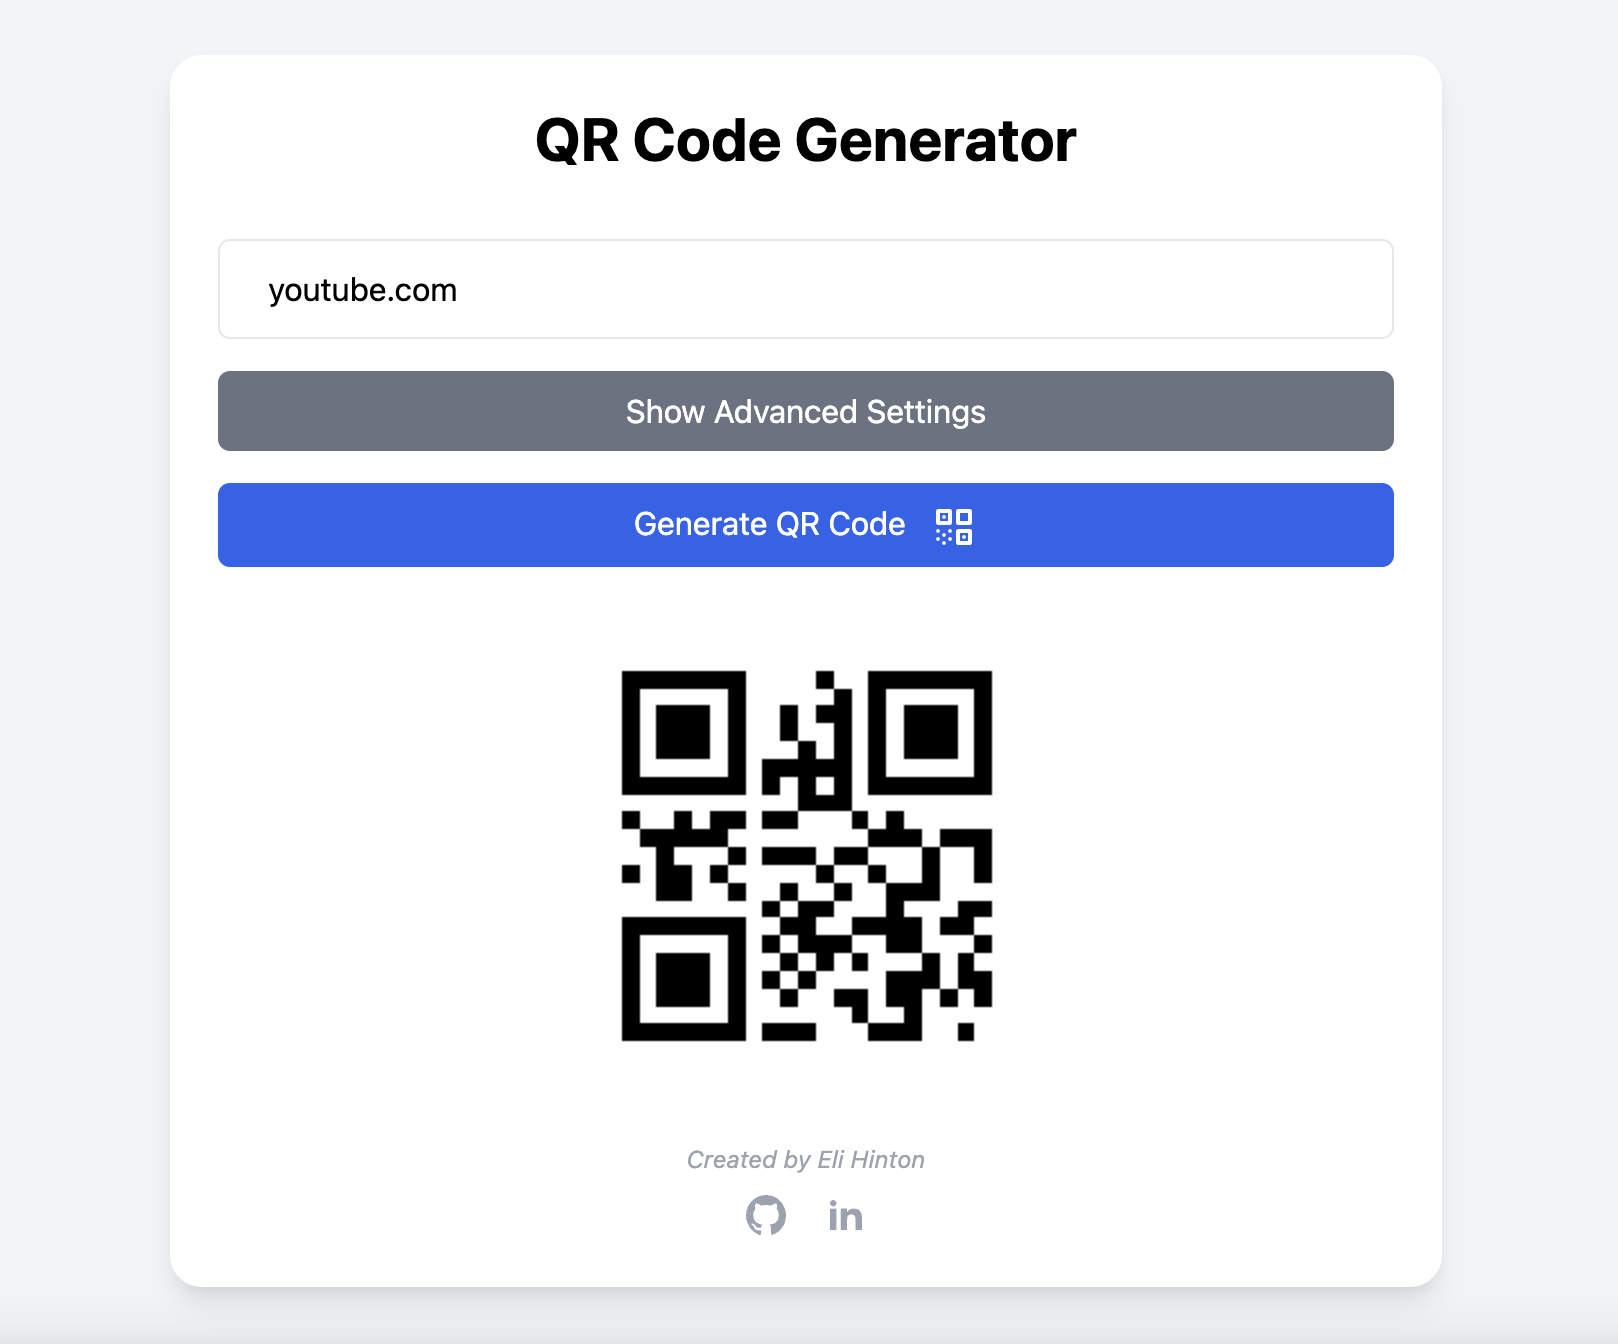 QR Code Generator
youtube.com
Show Advanced Settings
Generate QR Code
Created by Eli Hinton
in